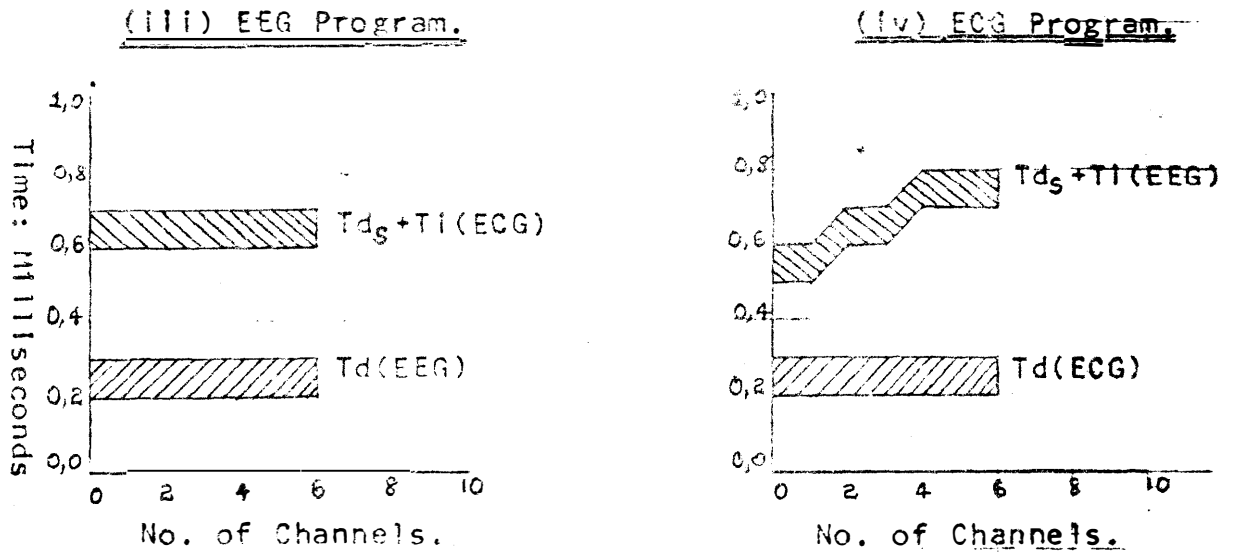 (iii) EEG Program.
1,0
0,8
0,6
0,4
0,2
0,0
Time: Milliseconds
Tds+Ti(ECG)
Td(EEG)
0 2 4 6 8 10
No. of Channels.
(iv) ECG Program.
1,0
0,8
0,6
0,4
0,2
0,0
Tds+Ti(EEG)
Td(ECG)
0 2 4 6 8 10
No. of Channels.